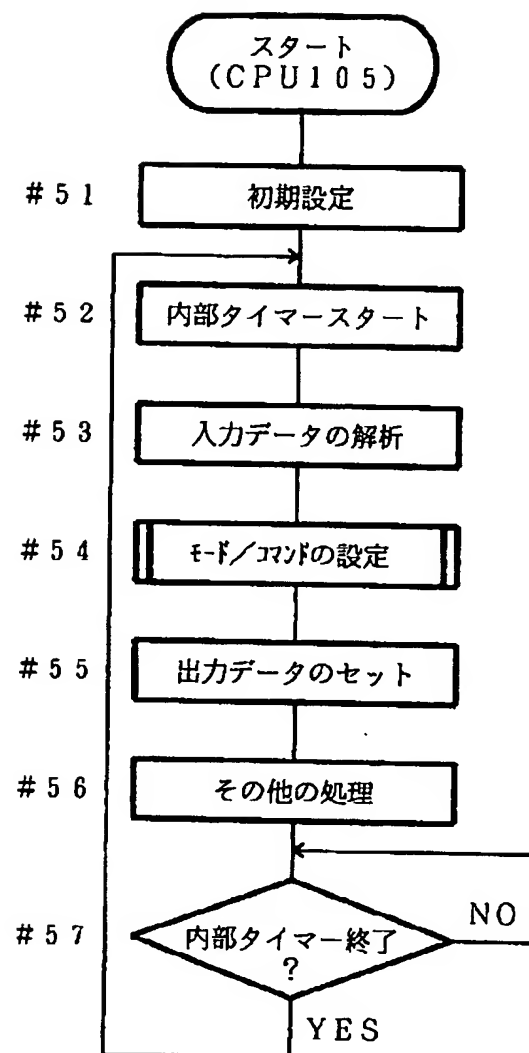 スタート
(CPU105)
#51 初期設定
#52 内部タイマースタート
#53 入力データの解析
#54 モード／コマンドの設定
#55 出力データのセット
#56 その他の処理
#57 内部タイマー終了
?
NO
YES